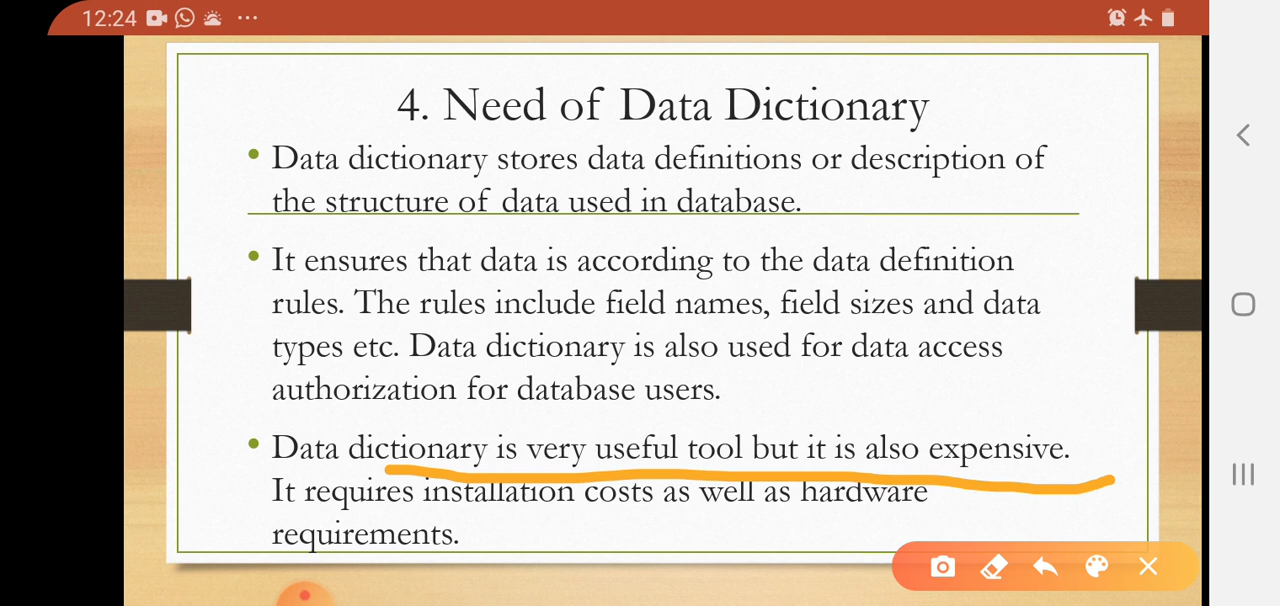 12:24
4. Need of Data Dictionary
• Data dictionary stores data definitions or description of
the structure of data used in database.
• It ensures that data is according to the data definition
rules. The rules include field names, field sizes and data
types etc. Data dictionary is also used for data access
authorization for database users.
• Data dictionary is very useful tool but it is also expensive.
It requires installation costs as well as hardware
requirements.